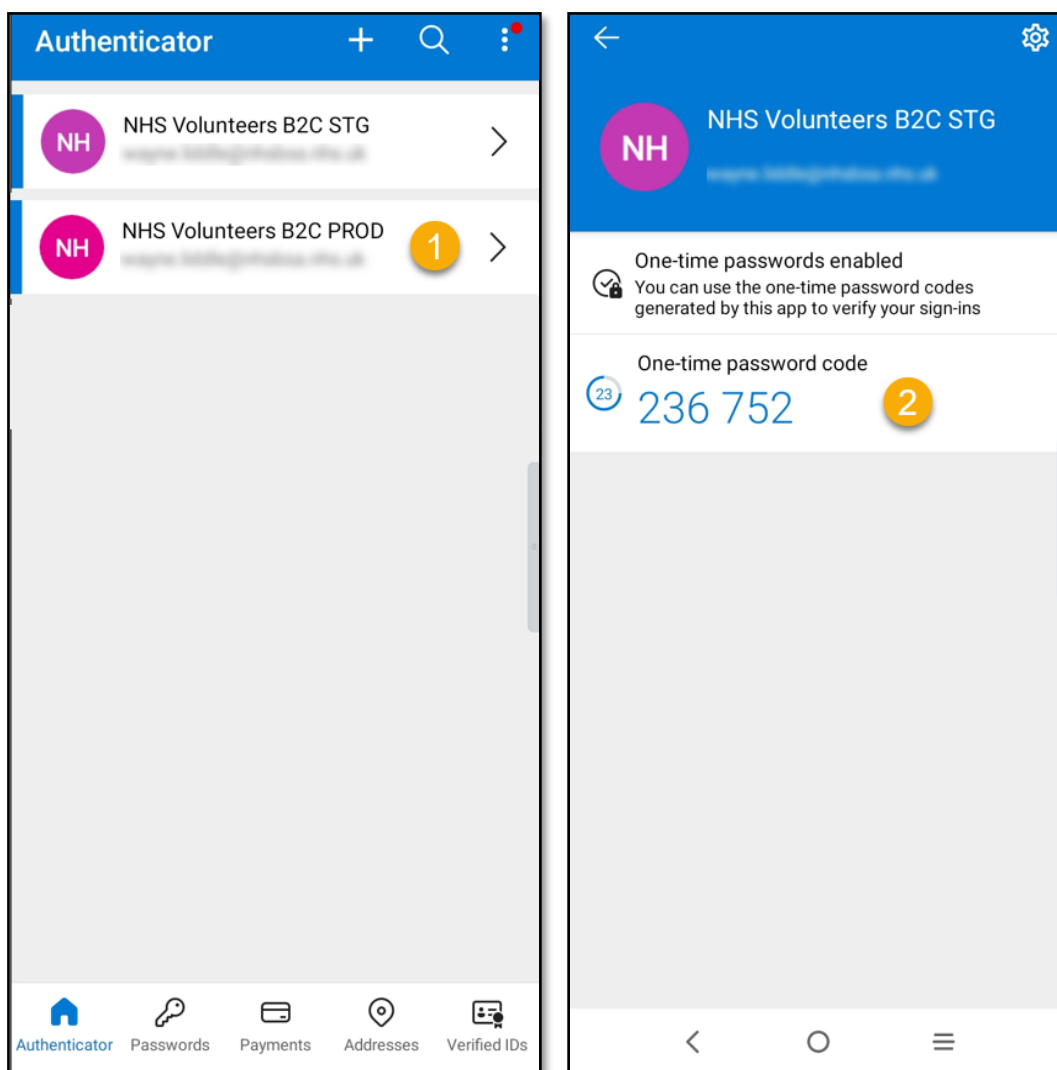 Authenticator
NH
NHS Volunteers B2C STG
NH
NHS Volunteers B2C PROD
1
Authenticator
Passwords
Payments
Addresses
Verified IDs
NH
NHS Volunteers B2C STG
One-time passwords enabled
You can use the one-time password codes
generated by this app to verify your sign-ins
One-time password code
23
236 752
2